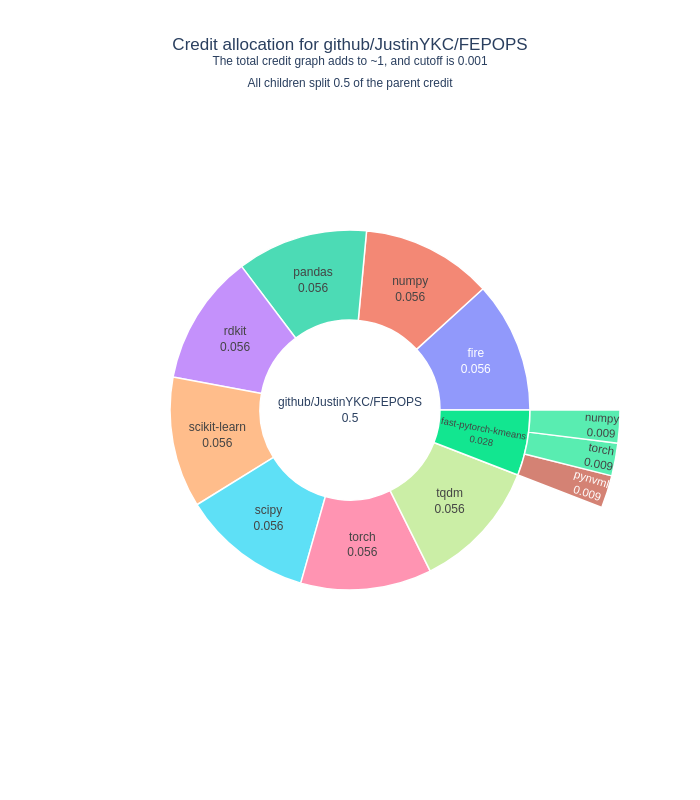 Credit allocation for github/JustinYKC/FEPOPS
The total credit graph adds to ~1, and cutoff is 0.001
All children split 0.5 of the parent credit
pandas
0.056
numpy
0.056
rdkit
0.056
fire
0.056
github/JustinYKC/FEPOPS
0.5
scikit-learn
0.056
fast-pytorch-kmeans
0.028
numpy
0.009
torch
0.009
pynvml
0.009
tqdm
0.056
scipy
0.056
torch
0.056